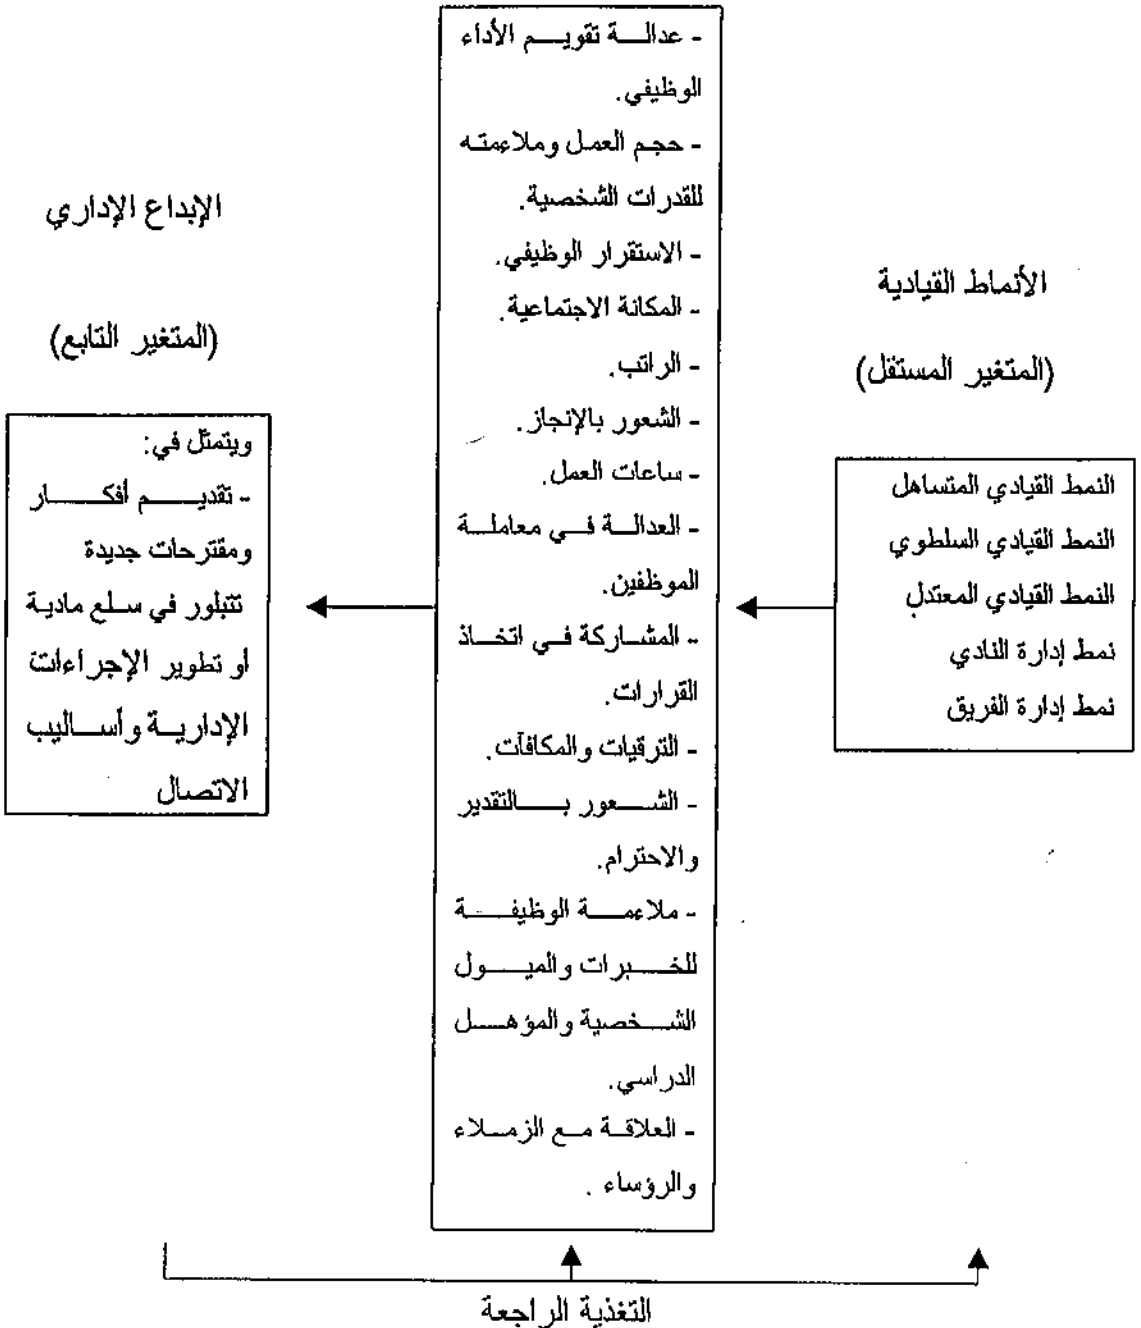 الأنماط القيادية
(المتغير المستقل)
النمط القيادي المتساهل
النمط القيادي السلطوي
النمط القيادي المعتدل
نمط إدارة النادي
نمط إدارة الفريق
- عدالة تقويم الأداء
الوظيفي.
- حجم العمل وملاءمته
للقدرات الشخصية.
- الاستقرار الوظيفي.
- المكانة الاجتماعية.
- الراتب.
- الشعور بالإنجاز.
- ساعات العمل.
- العدالة في معاملة
الموظفين.
- المشاركة في اتخاذ
القرارات.
- الترقيات والمكافآت.
- الشعور بالتقدير
والاحترام.
- ملاءمة الوظيفة
للخبرات والميول
الشخصية والمؤهل
الدراسي.
- العلاقة مع الزملاء
والرؤساء .
الإبداع الإداري
(المتغير التابع)
ويتمثل في:
- تقديم أفكار
ومقترحات جديدة
تتبلور في سلع مادية
أو تطوير الإجراءات
الإدارية وأساليب
الاتصال
التغذية الراجعة